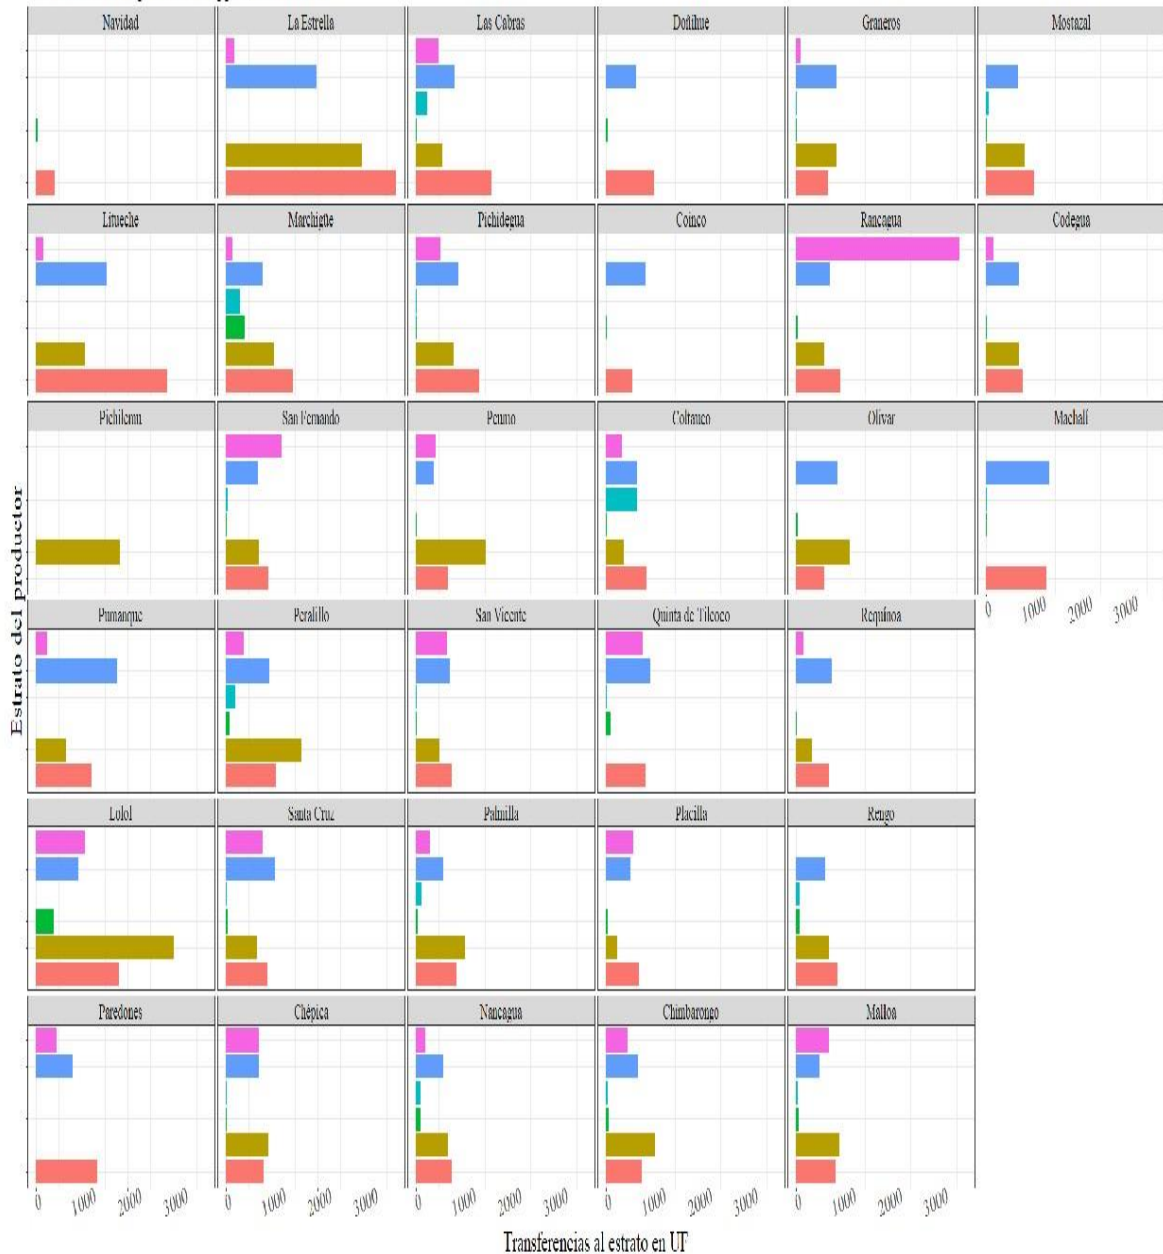 Navidad La Estrella Las Cabras Doñihue Graneros Mostazal
Litueche Marchigüe Pichidegua Coinco Rancagua Codegua
Pichilemu San Fernando Peumo Coltauco Olivar Machalí
0 1000 2000 3000
Pumanque Peralillo San Vicente Quinta de Tilcoco Requínoa
Lolol Santa Cruz Palmilla Placilla Rengo
Paredones Chépica Nancagua Chimbarongo Malloa
0 1000 2000 3000 0 1000 2000 3000 0 1000 2000 3000 0 1000 2000 3000 0 1000 2000 3000
Estrato del productor
Transferencias al estrato en UF